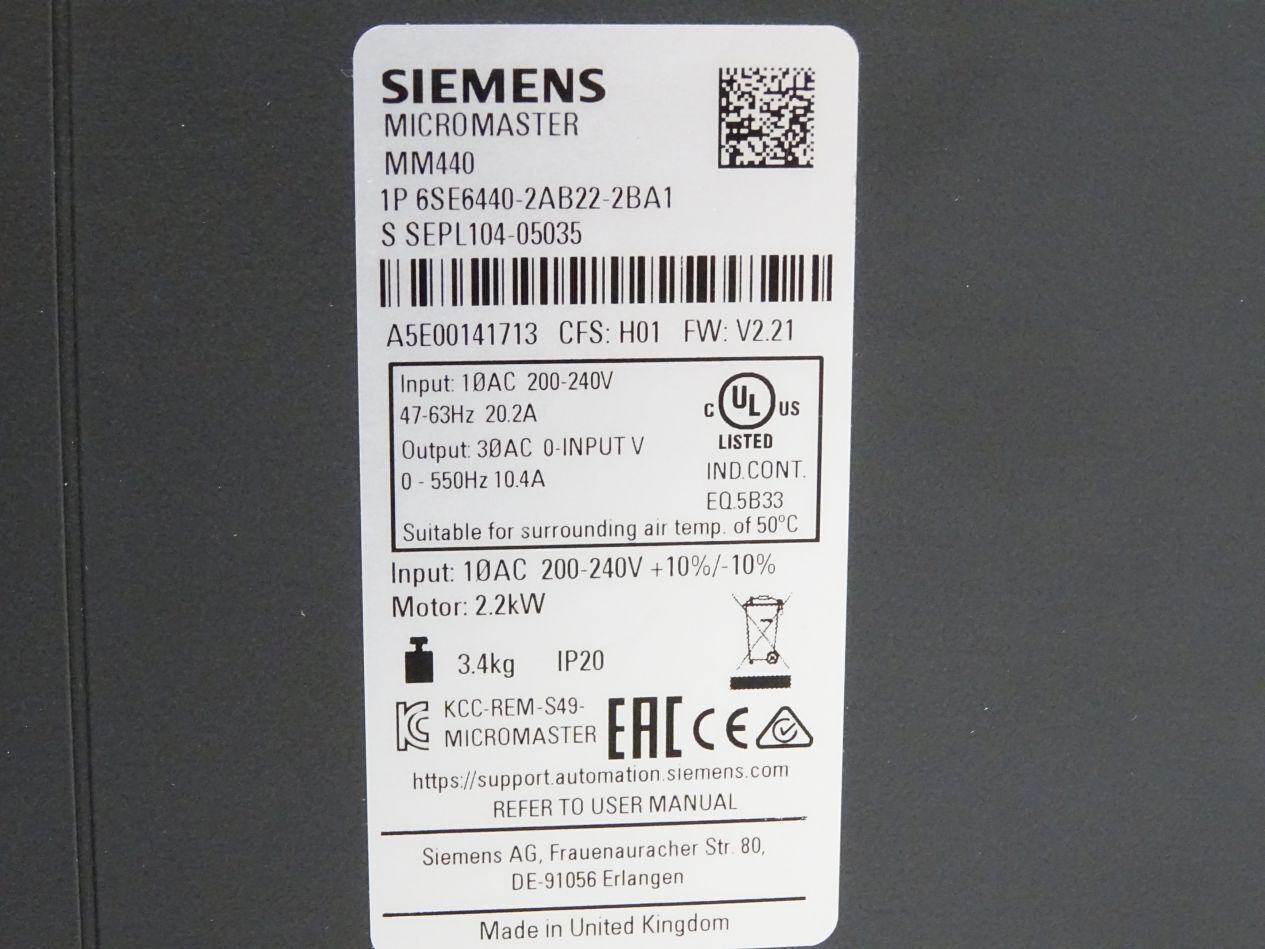 SIEMENS
MICROMASTER
MM440
1P 6SE6440-2AB22-2BA1
S SEPL104-05035
A5E00141713 CFS: H01 FW: V2.21
Input: 1ØAC 200-240V
47-63Hz 20.2A
Output: 3ØAC 0-INPUT V
0 - 550Hz 10.4A
C UL US
LISTED
IND.CONT.
EQ.5B33
Suitable for surrounding air temp. of 50°C
Input: 1ØAC 200-240V +10%/-10%
Motor: 2.2kW
3.4kg IP20
KCC-REM-S49-
MICROMASTER
EAC CE
https://support.automation.siemens.com
REFER TO USER MANUAL
Siemens AG, Frauenauracher Str. 80,
DE-91056 Erlangen
Made in United Kingdom